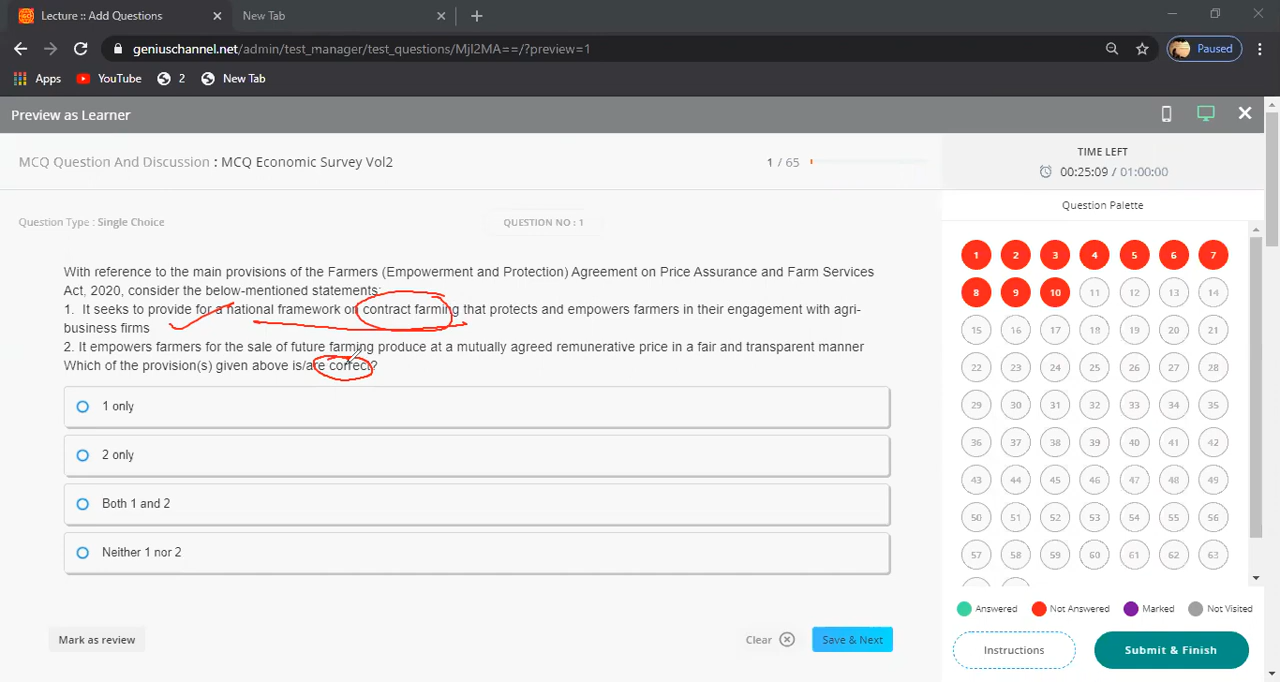 Lecture :: Add Questions
New Tab
geniuschannel.net/admin/test_manager/test_questions/MjI2MA==/?preview=1
Paused
Apps
YouTube
2
New Tab
Preview as Learner
MCQ Question And Discussion : MCQ Economic Survey Vol2
1 / 65
TIME LEFT
00:25:09 / 01:00:00
Question Type : Single Choice
QUESTION NO : 1
Question Palette
With reference to the main provisions of the Farmers (Empowerment and Protection) Agreement on Price Assurance and Farm Services
Act, 2020, consider the below-mentioned statements:
1. It seeks to provide for a national framework on contract farming that protects and empowers farmers in their engagement with agri-
business firms
2. It empowers farmers for the sale of future farming produce at a mutually agreed remunerative price in a fair and transparent manner
Which of the provision(s) given above is/are correct?
1 only
2 only
Both 1 and 2
Neither 1 nor 2
1 2 3 4 5 6 7
8 9 10 11 12 13 14
15 16 17 18 19 20 21
22 23 24 25 26 27 28
29 30 31 32 33 34 35
36 37 38 39 40 41 42
43 44 45 46 47 48 49
50 51 52 53 54 55 56
57 58 59 60 61 62 63
Answered Not Answered Marked Not Visited
Mark as review
Clear
Save & Next
Instructions
Submit & Finish